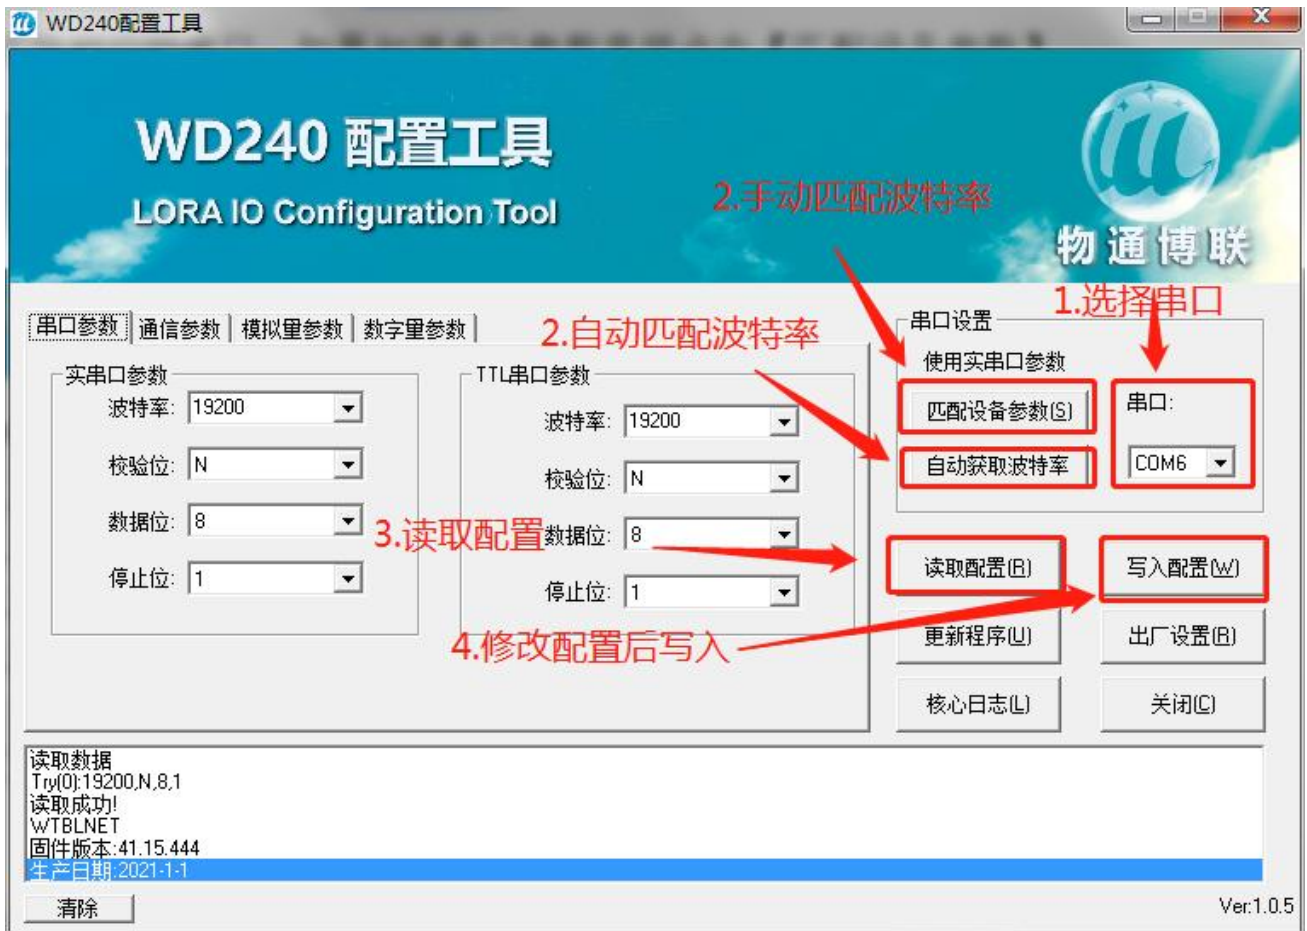 WD240配置工具
WD240 配置工具
LORA IO Configuration Tool
物通博联
2.手动匹配波特率
1.选择串口
2.自动匹配波特率
3.读取配置
4.修改配置后写入
串口参数
通信参数
模拟量参数
数字量参数
实串口参数
波特率: 19200
校验位: N
数据位: 8
停止位: 1
TTL串口参数
波特率: 19200
校验位: N
数据位: 8
停止位: 1
串口设置
使用实串口参数
匹配设备参数(S)
自动获取波特率
串口:
COM6
读取配置(R)
写入配置(W)
更新程序(U)
出厂设置(R)
核心日志(L)
关闭(C)
读取数据
Try(0):19200,N,8,1
读取成功!
WTBLNET
固件版本:41.15.444
生产日期:2021-1-1
清除
Ver:1.0.5